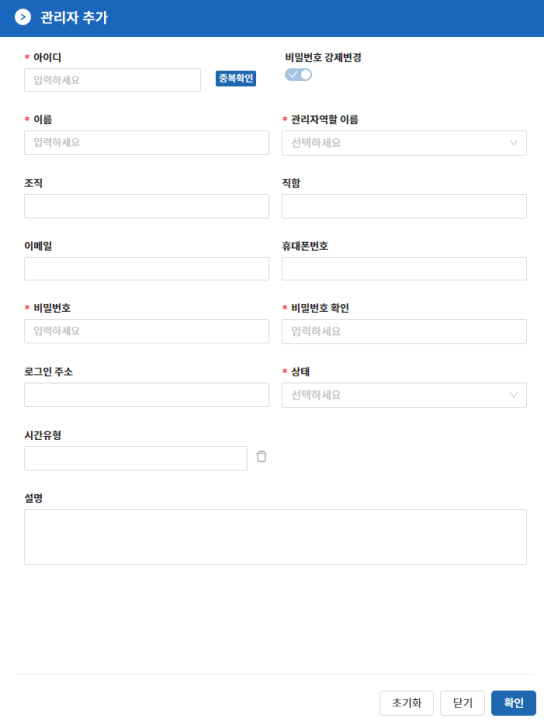 관리자 추가
* 아이디
비밀번호 강제변경
입력하세요
중복확인
* 이름
* 관리자역할 이름
입력하세요
선택하세요
조직
직함
이메일
휴대폰번호
* 비밀번호
* 비밀번호 확인
입력하세요
입력하세요
로그인 주소
* 상태
선택하세요
시간유형
설명
초기화
닫기
확인